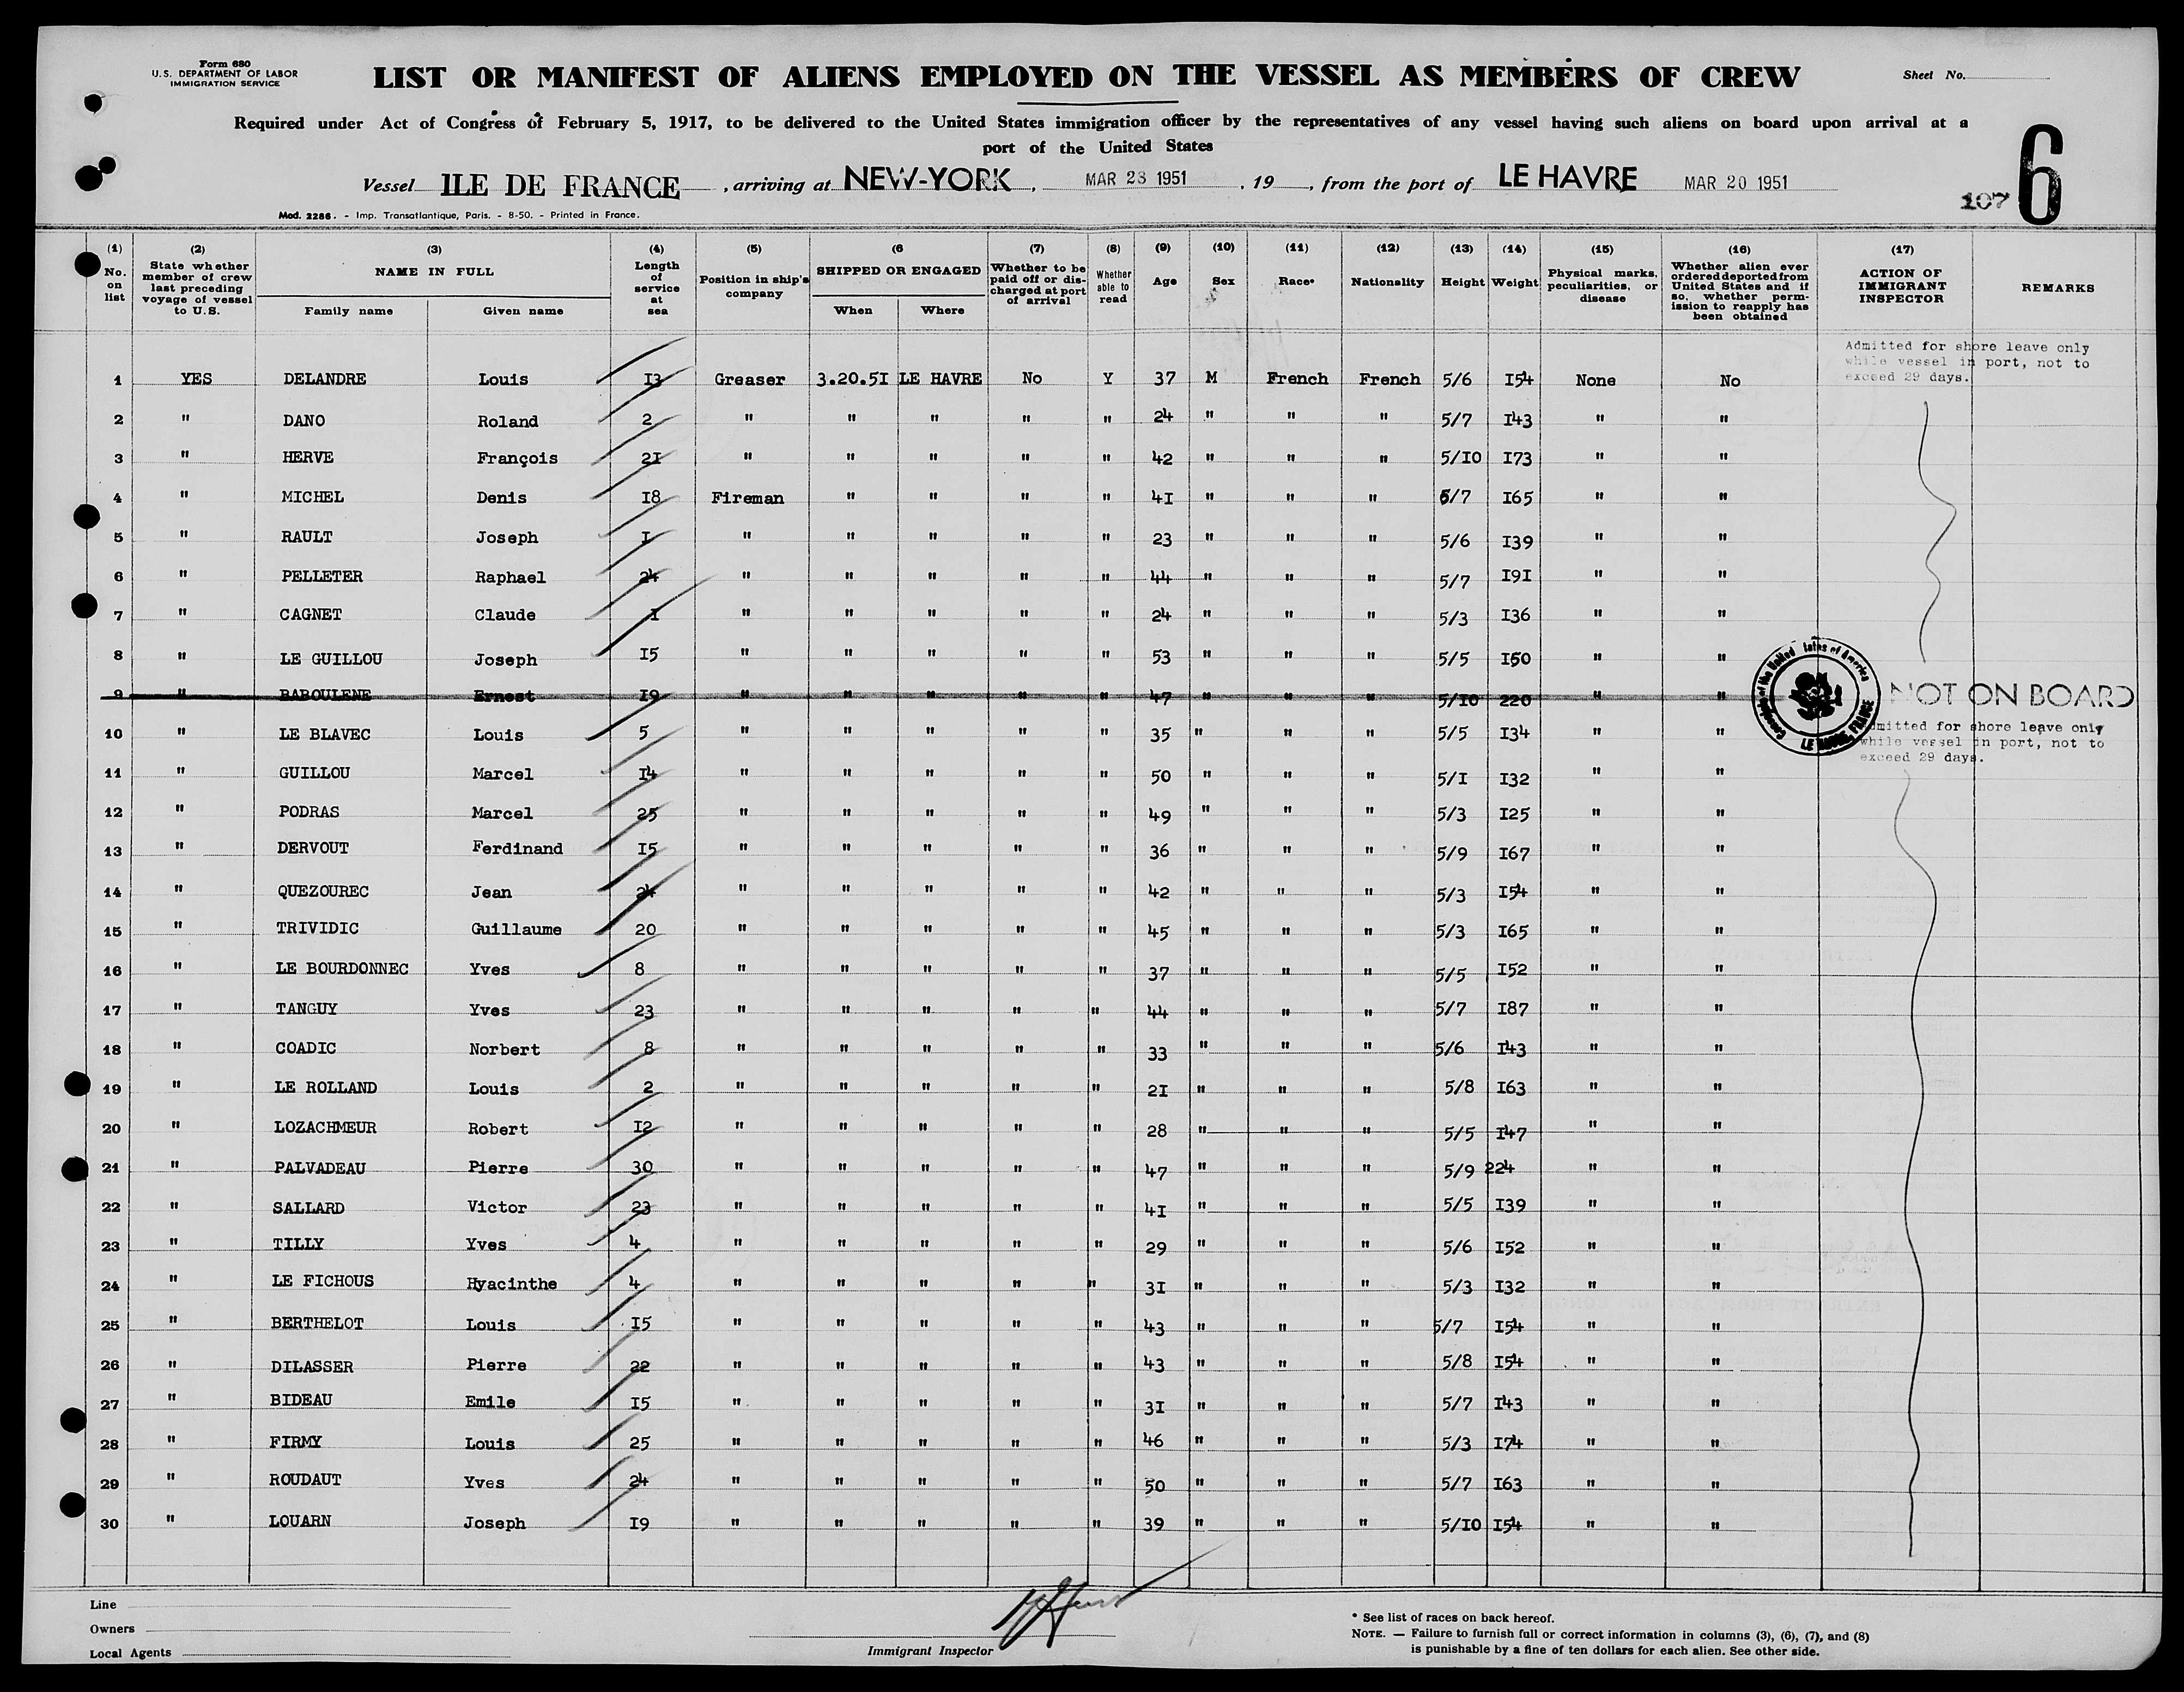 Form 680
U.S. DEPARTMENT OF LABOR
IMMIGRATION SERVICE
LIST OR MANIFEST OF ALIENS EMPLOYED ON THE VESSEL AS MEMBERS OF CREW
Sheet No.
Required under Act of Congress of February 5, 1917, to be delivered to the United States immigration officer by the representatives of any vessel having such aliens on board upon arrival at a
port of the United States
Vessel ILE DE FRANCE, arriving at NEW-YORK, MAR 23 1951, 19, from the port of LE HAVRE MAR 20 1951
107 6
Mod. 2286. - Imp. Transatlantique, Paris. - 8-50. - Printed in France.
(1) No. on list
(2) State whether member of crew last preceding voyage of vessel to U.S.
(3) NAME IN FULL Family name Given name
(4) Length of service at sea
(5) Position in ship's company
(6 SHIPPED OR ENGAGED When Where
(7) Whether to be paid off or discharged at port of arrival
(8) Whether able to read
(9) Age
(10) Sex
(11) Race*
(12) Nationality
(13) Height
(14) Weight
(15) Physical marks, peculiarities, or disease
(16) Whether alien ever ordered deported from United States and if so, whether permission to reapply has been obtained
(17) ACTION OF IMMIGRANT INSPECTOR
REMARKS
Admitted for shore leave only
while vessel in port, not to
exceed 29 days.
1 YES DELANDRE Louis 13 Greaser 3.20.51 LE HAVRE No Y 37 M French French 5/6 154 None No
2 " DANO Roland 2 " " " " " 24 " " " 5/7 143 " "
3 " HERVE François 21 " " " " " 42 " " " 5/10 173 " "
4 " MICHEL Denis 18 Fireman " " " " 41 " " " 5/7 165 " "
5 " RAULT Joseph 1 " " " " " 23 " " " 5/6 139 " "
6 " PELLETER Raphael 24 " " " " " 44 " " " 5/7 191 " "
7 " CAGNET Claude 1 " " " " " 24 " " " 5/3 136 " "
8 " LE GUILLOU Joseph 15 " " " " " 53 " " " 5/5 150 " "
9 " BABOULENE Ernest 19 " " " " " 47 " " " 5/10 220 " " NOT ON BOARD
10 " LE BLAVEC Louis 5 " " " " " 35 " " " 5/5 134 " "
Admitted for shore leave only
while vessel in port, not to
exceed 29 days.
11 " GUILLOU Marcel 14 " " " " " 50 " " " 5/1 132 " "
12 " PODRAS Marcel 25 " " " " " 49 " " " 5/3 125 " "
13 " DERVOUT Ferdinand 15 " " " " " 36 " " " 5/9 167 " "
14 " QUEZOUREC Jean 24 " " " " " 42 " " " 5/3 154 " "
15 " TRIVIDIC Guillaume 20 " " " " " 45 " " " 5/3 165 " "
16 " LE BOURDONNEC Yves 8 " " " " " 37 " " " 5/5 152 " "
17 " TANGUY Yves 23 " " " " " 44 " " " 5/7 187 " "
18 " COADIC Norbert 8 " " " " " 33 " " " 5/6 143 " "
19 " LE ROLLAND Louis 2 " " " " " 21 " " " 5/8 163 " "
20 " LOZACHMEUR Robert 12 " " " " " 28 " " " 5/5 147 " "
21 " PALVADEAU Pierre 30 " " " " " 47 " " " 5/9 224 " "
22 " SALLARD Victor 23 " " " " " 41 " " " 5/5 139 " "
23 " TILLY Yves 4 " " " " " 29 " " " 5/6 152 " "
24 " LE FICHOUS Hyacinthe 4 " " " " " 31 " " " 5/3 132 " "
25 " BERTHELOT Louis 15 " " " " " 43 " " " 5/7 154 " "
26 " DILASSER Pierre 22 " " " " " 43 " " " 5/8 154 " "
27 " BIDEAU Emile 15 " " " " " 31 " " " 5/7 143 " "
28 " FIRMY Louis 25 " " " " " 46 " " " 5/3 174 " "
29 " ROUDAUT Yves 24 " " " " " 50 " " " 5/7 163 " "
30 " LOUARN Joseph 19 " " " " " 39 " " " 5/10 154 " "
Line
Owners
Local Agents
Immigrant Inspector
* See list of races on back hereof.
NOTE. — Failure to furnish full or correct information in columns (3), (6), (7), and (8)
is punishable by a fine of ten dollars for each alien. See other side.